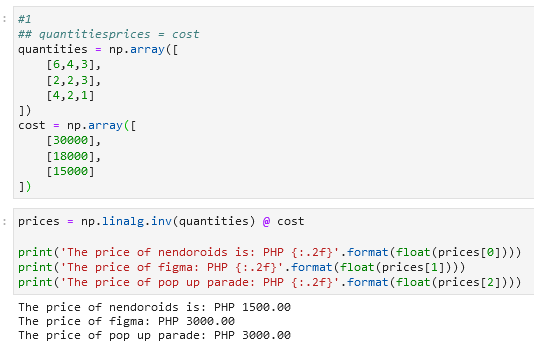 #1
## quantitiesprices = cost
quantities = np.array([
[6,4,3],
[2,2,3],
[4,2,1]
])
cost = np.array([
[30000],
[18000],
[15000]
])
prices = np.linalg.inv(quantities) @ cost
print('The price of nendoroids is: PHP {:.2f}'.format(float(prices[0])))
print('The price of figma: PHP {:.2f}'.format(float(prices[1])))
print('The price of pop up parade: PHP {:.2f}'.format(float(prices[2])))
The price of nendoroids is: PHP 1500.00
The price of figma: PHP 3000.00
The price of pop up parade: PHP 3000.00